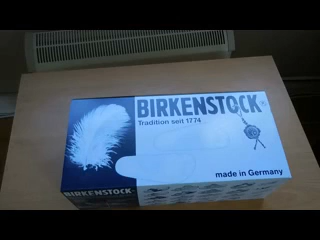 BIRKENSTOCK®
Tradition seit 1774
made in Germany
BIRKENSTOCK